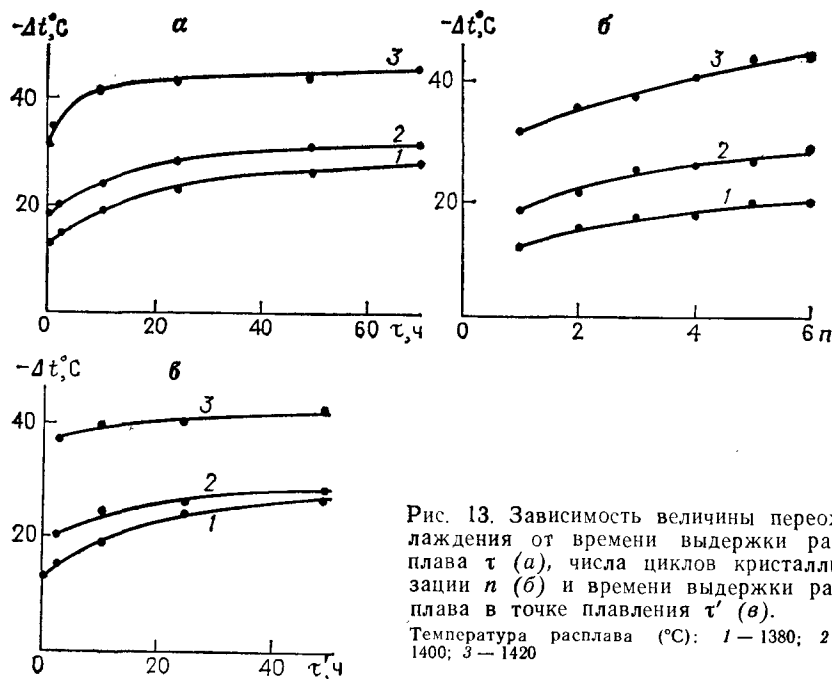 -Δt,°C а
3
40
2
1
20
0 20 40 60 τ,ч
-Δt,°C б
3
40
2
20
1
0 2 4 6 n
-Δt,°C в
3
40
2
1
20
0 20 40 τ',ч
Рис. 13. Зависимость величины переох-
лаждения от времени выдержки рас-
плава τ (а), числа циклов кристалли-
зации n (б) и времени выдержки рас-
плава в точке плавления τ′ (в).
Температура расплава (°C): 1 — 1380; 2
1400; 3 — 1420